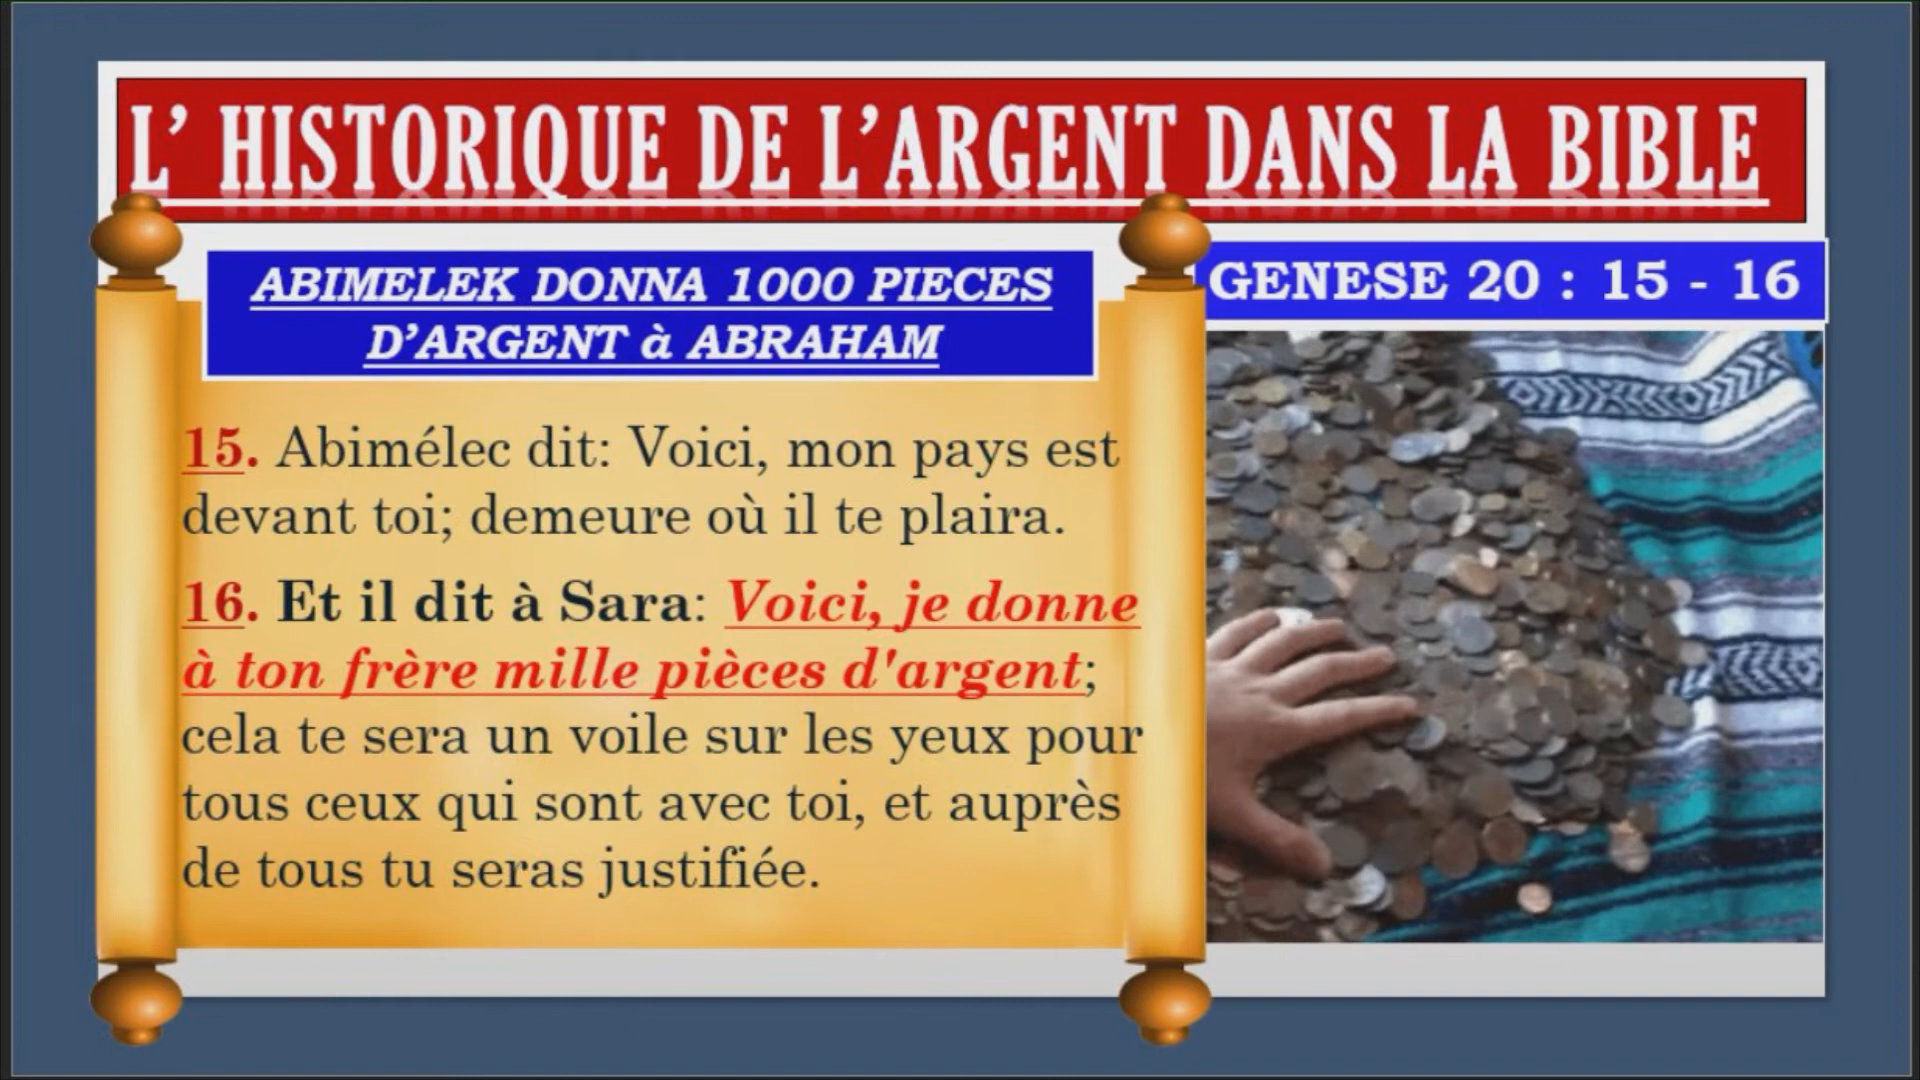 L' HISTORIQUE DE L'ARGENT DANS LA BIBLE
ABIMELEK DONNA 1000 PIECES
D'ARGENT à ABRAHAM
GENESE 20 : 15 - 16
15. Abimélec dit: Voici, mon pays est
devant toi; demeure où il te plaira.
16. Et il dit à Sara: Voici, je donne
à ton frère mille pièces d'argent;
cela te sera un voile sur les yeux pour
tous ceux qui sont avec toi, et auprès
de tous tu seras justifiée.